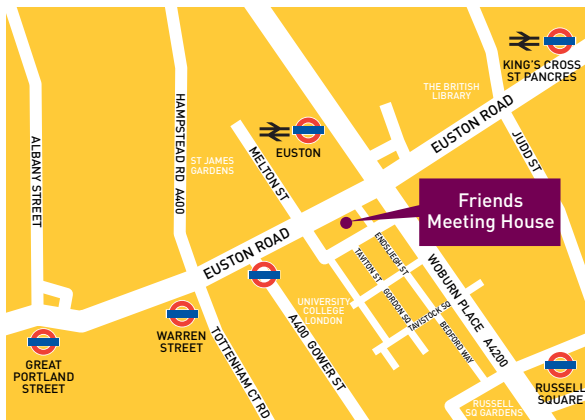 KING'S CROSS
ST PANCRES
THE BRITISH
LIBRARY
EUSTON ROAD
JUDD ST
HAMPSTEAD RD A400
ALBANY STREET
EUSTON
MELTON ST
ST JAMES
GARDENS
Friends
Meeting House
EUSTON ROAD
ENDSLIEGH ST
TAVITON ST
GORDON SQ
TAVISTOCK SQ
BEDFORD WAY
WOBURN PLACE A4200
UNIVERSITY
COLLEGE
LONDON
A400 GOWER ST
WARREN
STREET
TOTTENHAM CT RD
GREAT
PORTLAND
STREET
RUSSELL
SQUARE
RUSSELL
SQ GARDENS